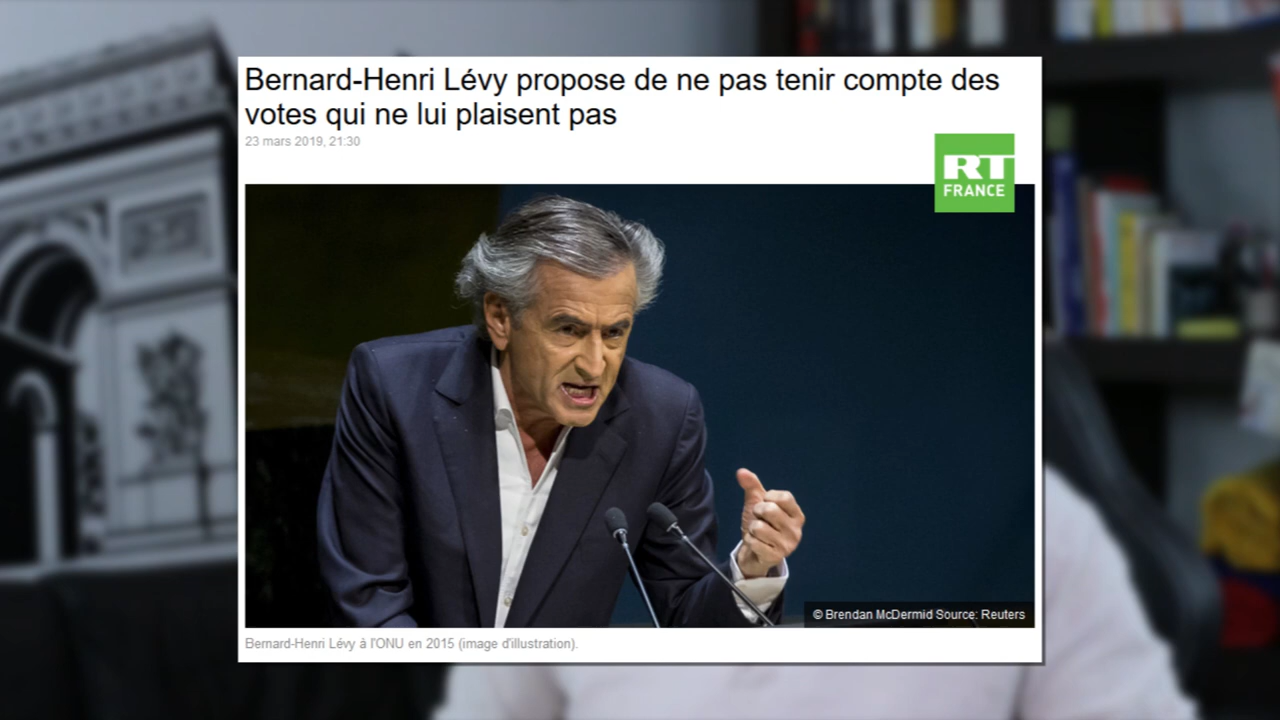 Bernard-Henri Lévy propose de ne pas tenir compte des
votes qui ne lui plaisent pas
23 mars 2019, 21:30
RT
FRANCE
© Brendan McDermid Source: Reuters
Bernard-Henri Lévy à l'ONU en 2015 (image d'illustration).